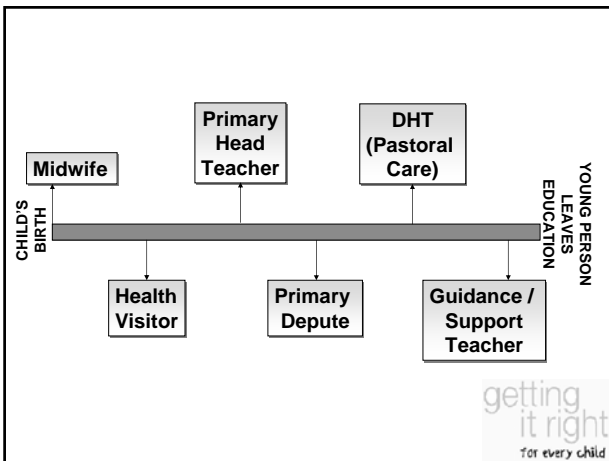 Midwife
Primary
Head
Teacher
DHT
(Pastoral
Care)
CHILD'S
BIRTH
YOUNG PERSON
LEAVES
EDUCATION
Health
Visitor
Primary
Depute
Guidance /
Support
Teacher
getting
it right
for every child